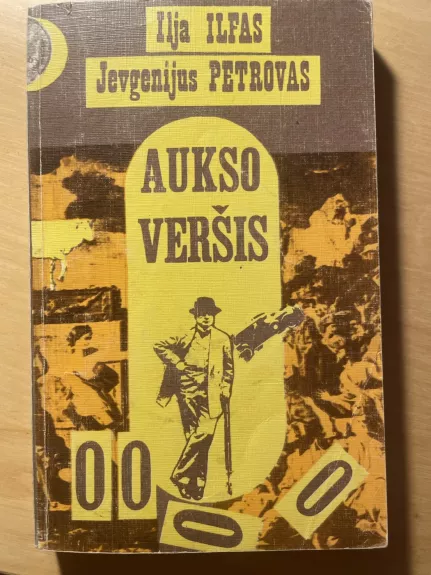 Ilja ILFAS
Jevgenijus PETROVAS
AUKSO
VERŠIS
00
0
0